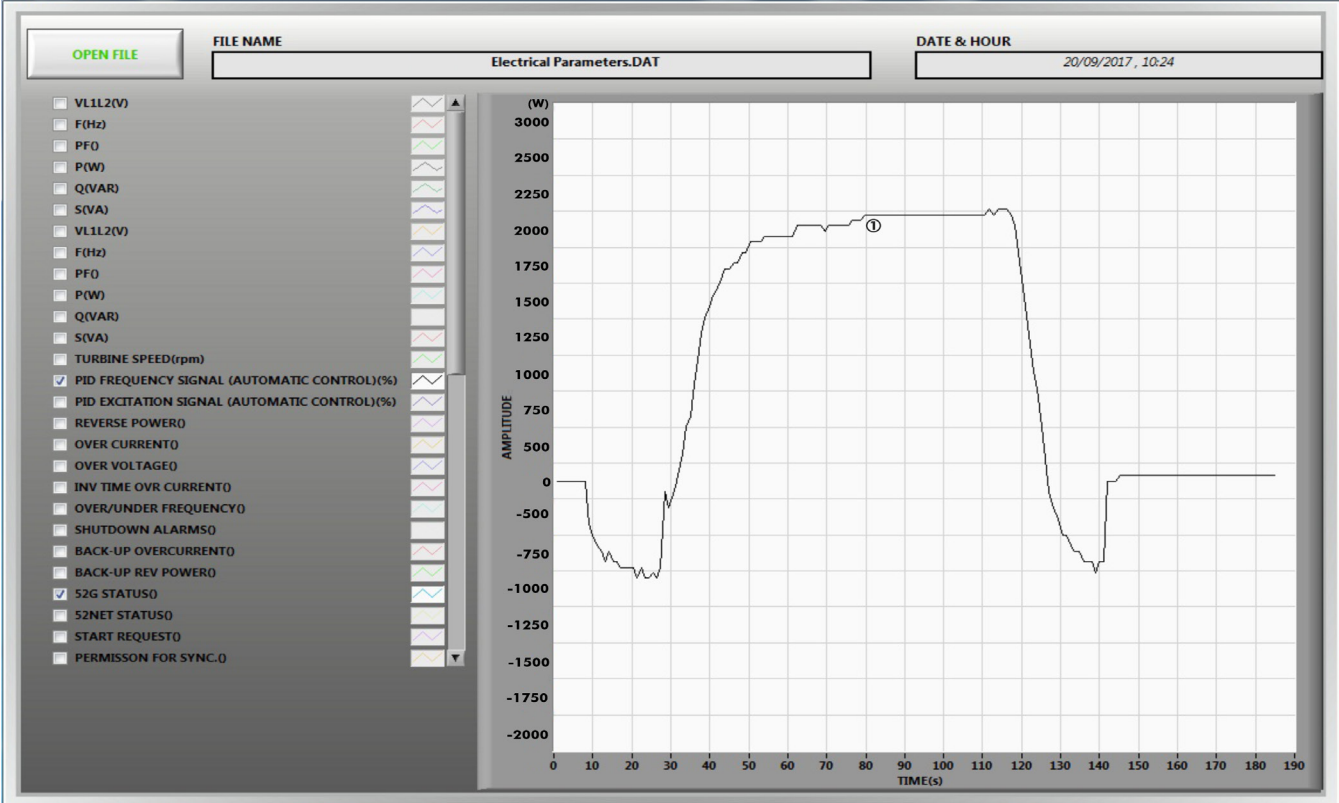 OPEN FILE
FILE NAME
Electrical Parameters.DAT
DATE & HOUR
20/09/2017 , 10:24
VL1L2(V)
F(Hz)
PF()
P(W)
Q(VAR)
S(VA)
VL1L2(V)
F(Hz)
PF()
P(W)
Q(VAR)
S(VA)
TURBINE SPEED(rpm)
PID FREQUENCY SIGNAL (AUTOMATIC CONTROL)(%)
PID EXCITATION SIGNAL (AUTOMATIC CONTROL)(%)
REVERSE POWER()
OVER CURRENT()
OVER VOLTAGE()
INV TIME OVR CURRENT()
OVER/UNDER FREQUENCY()
SHUTDOWN ALARMS()
BACK-UP OVERCURRENT()
BACK-UP REV POWER()
52G STATUS()
52NET STATUS()
START REQUEST()
PERMISSON FOR SYNC.()
(W)
3000
2500
2250
2000
1750
1500
1250
1000
750
500
0
-500
-750
-1000
-1250
-1500
-1750
-2000
AMPLITUDE
①
0 10 20 30 40 50 60 70 80 90 100 110 120 130 140 150 160 170 180 190
TIME(s)